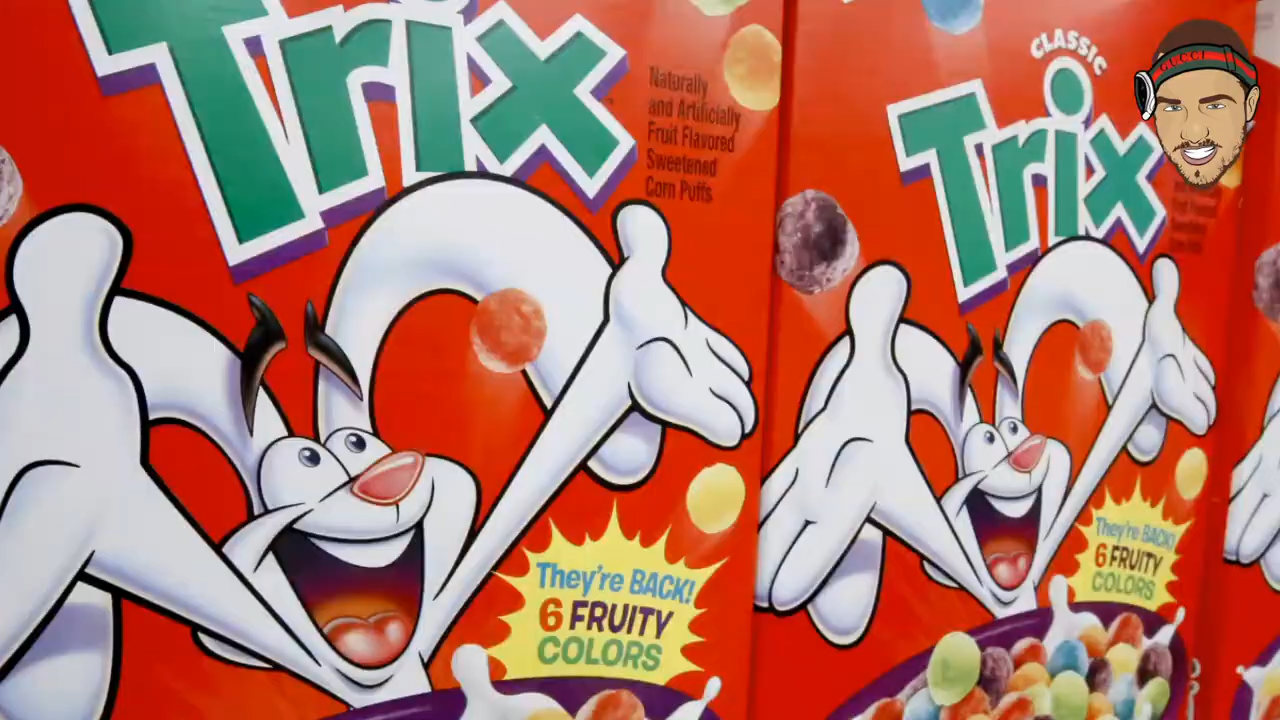 Trix
Naturally
and Artificially
Fruit Flavored
Sweetened
Corn Puffs
They're BACK!
6 FRUITY
COLORS
CLASSIC
Trix
GUCCI
They're BACK!
6 FRUITY
COLORS